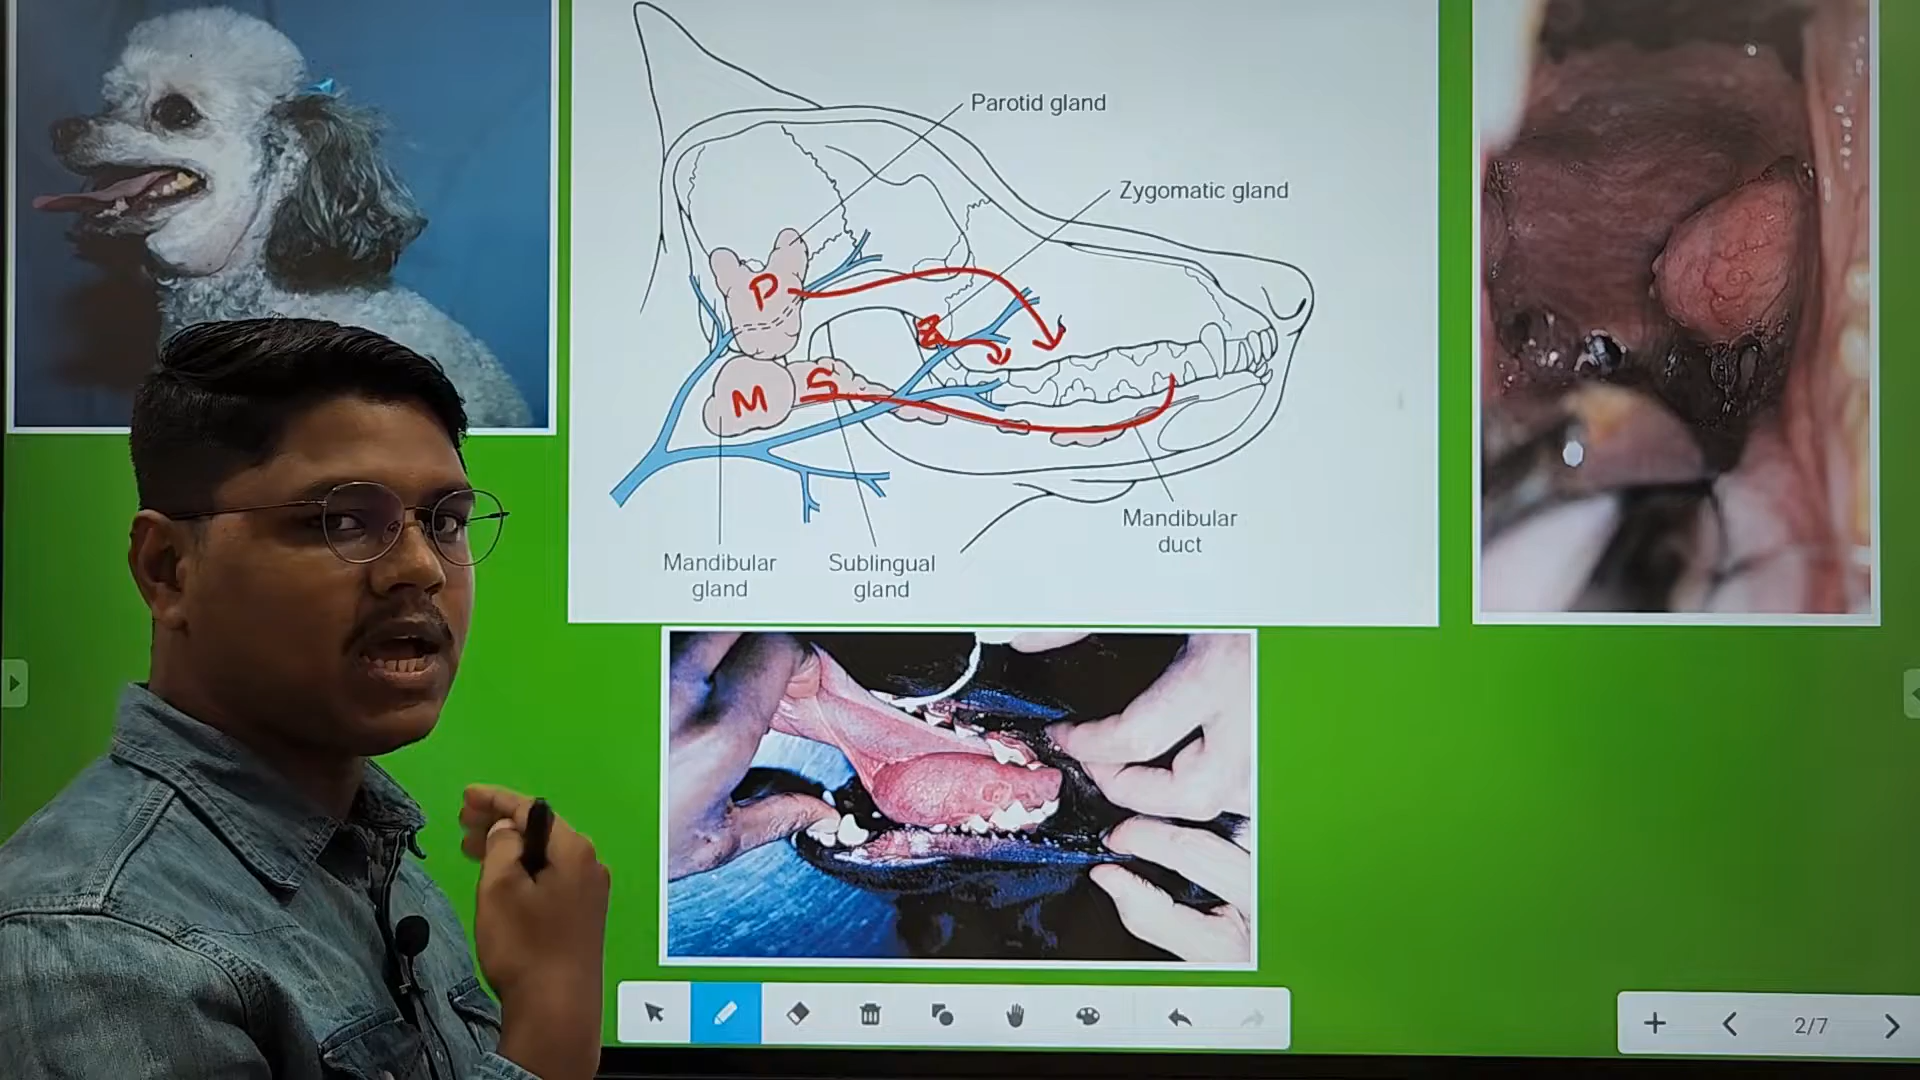 Parotid gland
Zygomatic gland
P
Z
M
S
Mandibular
duct
Mandibular
gland
Sublingual
gland
2/7